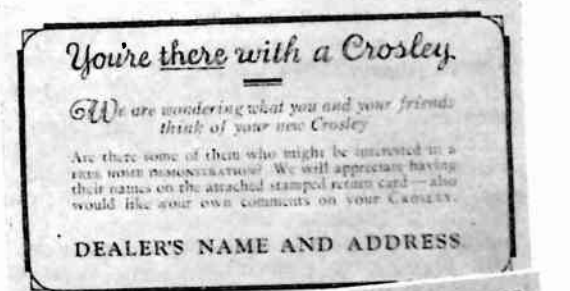 You're there with a Crosley.
We are wondering what you and your friends
think of your new Crosley
Are there some of them who might be interested in a
FREE HOME DEMONSTRATION? We will appreciate having
their names on the attached stamped return card—also
would like your own comments on your CROSLEY.
DEALER'S NAME AND ADDRESS